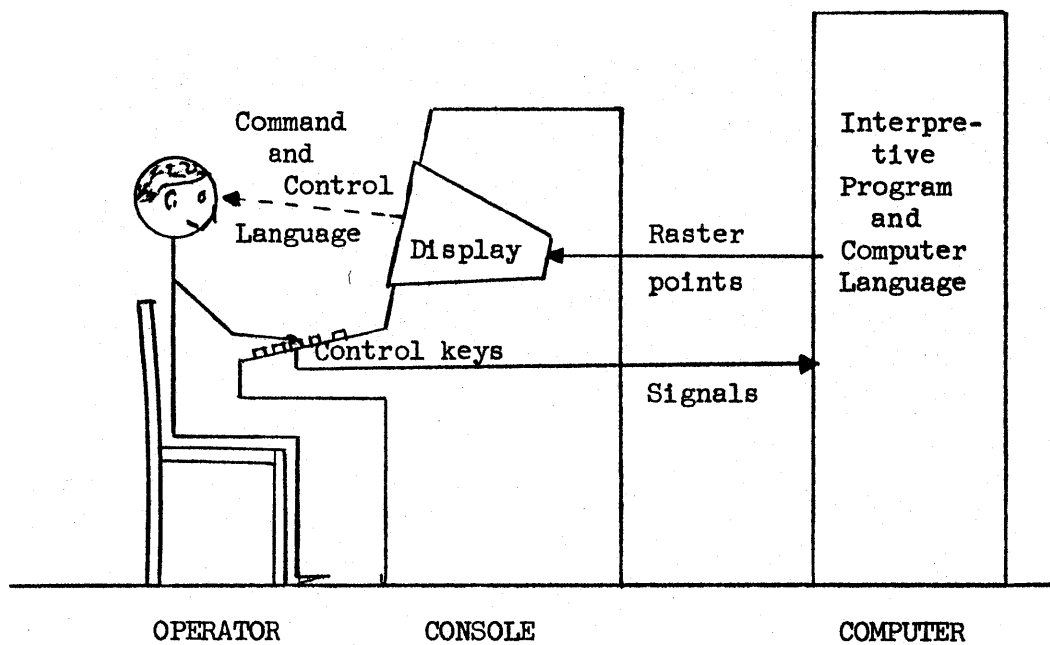 Command
and
Control
Language
Display
Control keys
Raster
points
Signals
Interpre-
tive
Program
and
Computer
Language
OPERATOR CONSOLE COMPUTER